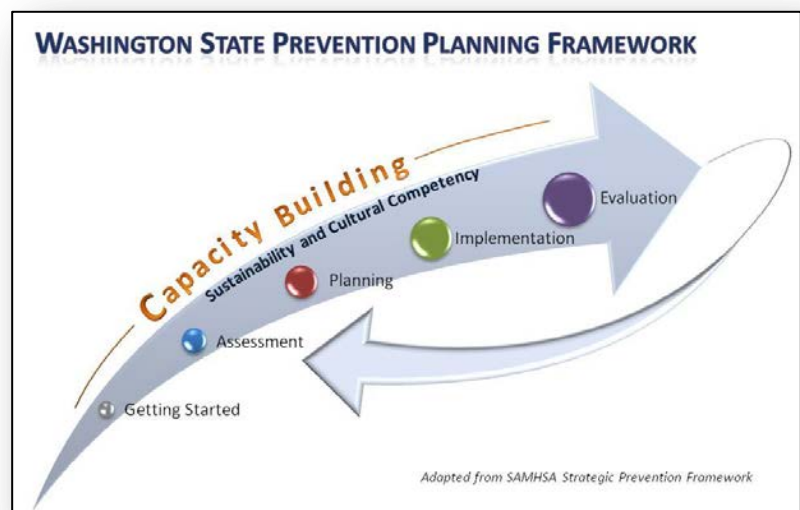 WASHINGTON STATE PREVENTION PLANNING FRAMEWORK
Capacity Building
Sustainability and Cultural Competency
Evaluation
Implementation
Planning
Assessment
Getting Started
Adapted from SAMHSA Strategic Prevention Framework